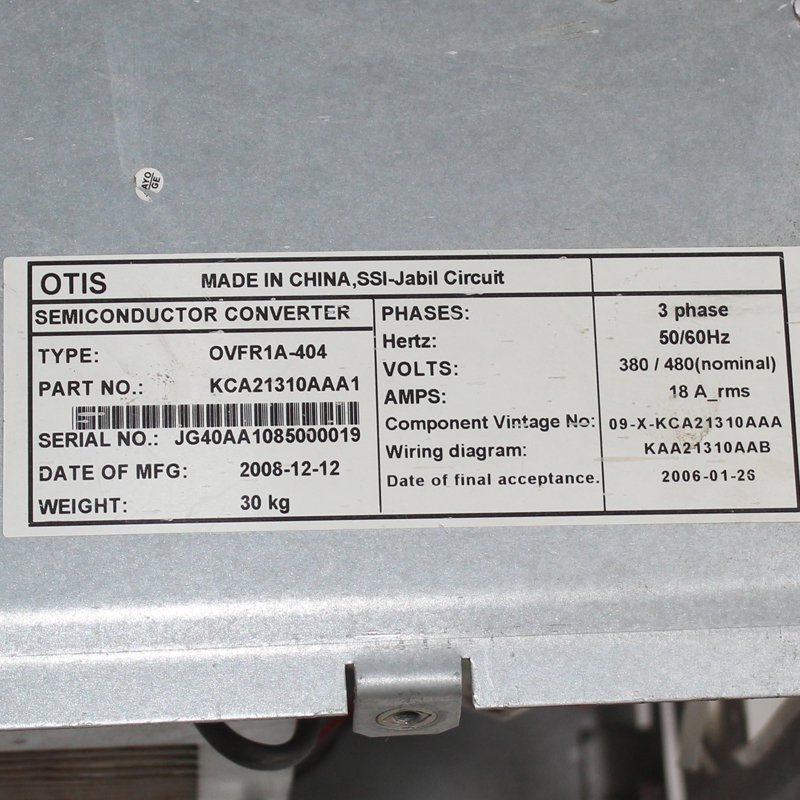 AYO
GE
OTIS MADE IN CHINA,SSI-Jabil Circuit
SEMICONDUCTOR CONVERTER
TYPE: OVFR1A-404
PART NO.: KCA21310AAA1
SERIAL NO.: JG40AA1085000019
DATE OF MFG: 2008-12-12
WEIGHT: 30 kg
PHASES: 3 phase
Hertz: 50/60Hz
VOLTS: 380 / 480(nominal)
AMPS: 18 A_rms
Component Vintage No: 09-X-KCA21310AAA
Wiring diagram: KAA21310AAB
Date of final acceptance. 2006-01-26